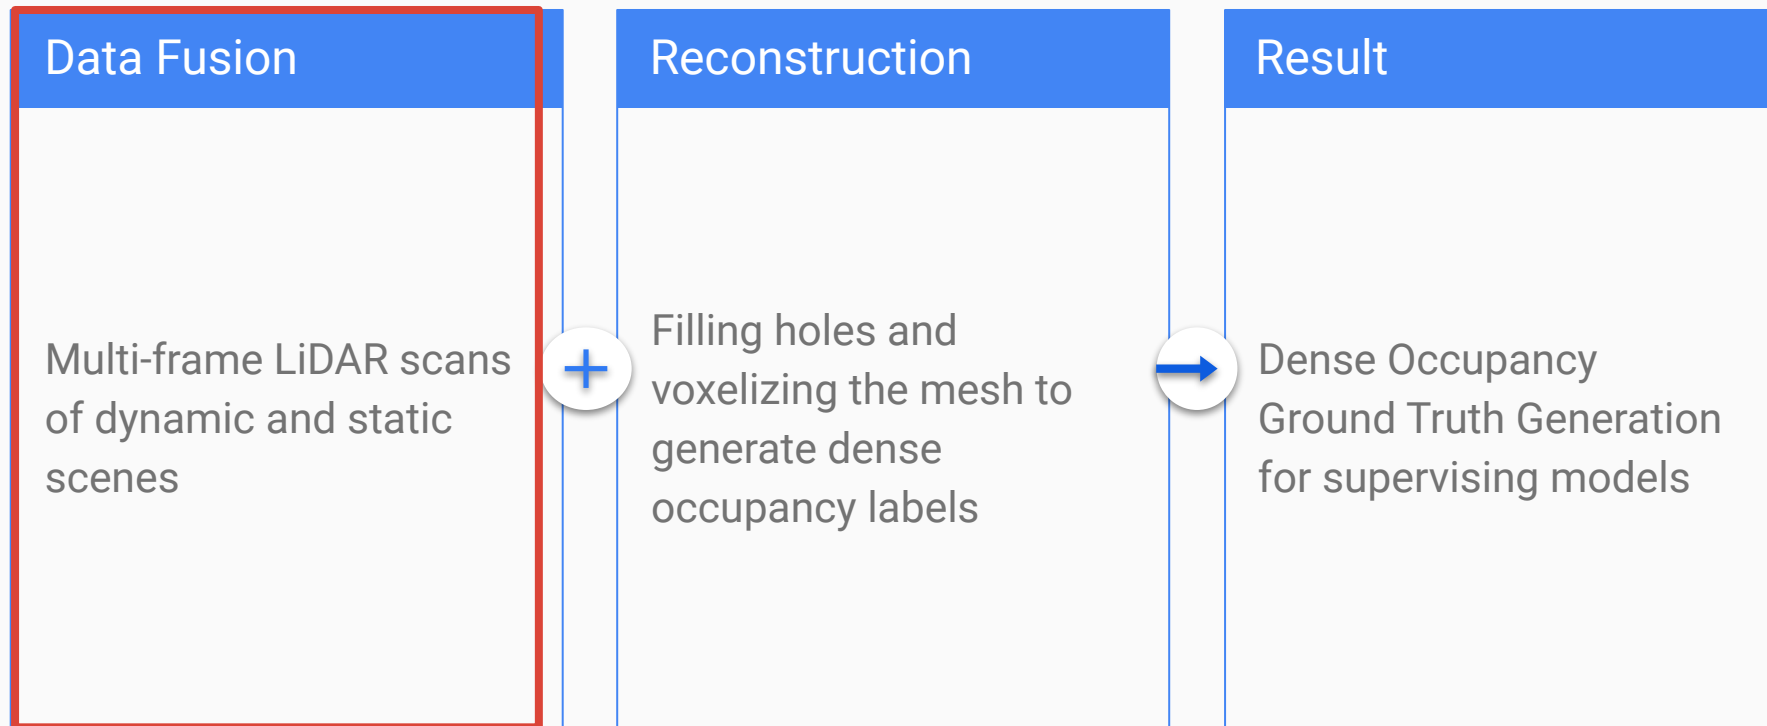 Data Fusion
Multi-frame LiDAR scans
of dynamic and static
scenes
Reconstruction
Filling holes and
voxelizing the mesh to
generate dense
occupancy labels
Result
Dense Occupancy
Ground Truth Generation
for supervising models